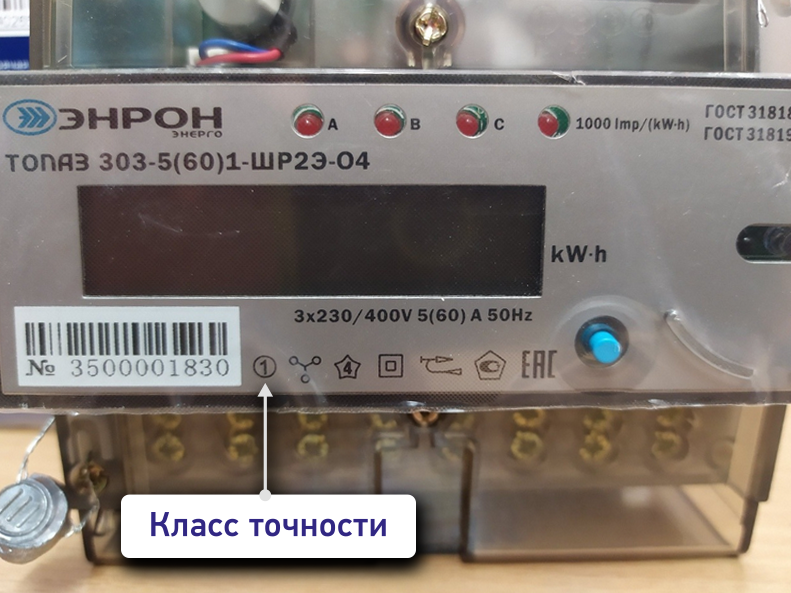 ЭНРОН
ЭНЕРГО
A
B
C
1000 Imp/(kW·h)
ГОСТ 31818
ГОСТ 31819
ТОПАЗ 303-5(60)1-ШР2Э-О4
kW·h
3x230/400V 5(60) A 50Hz
№ 3500001830
1
4
EAC
Класс точности